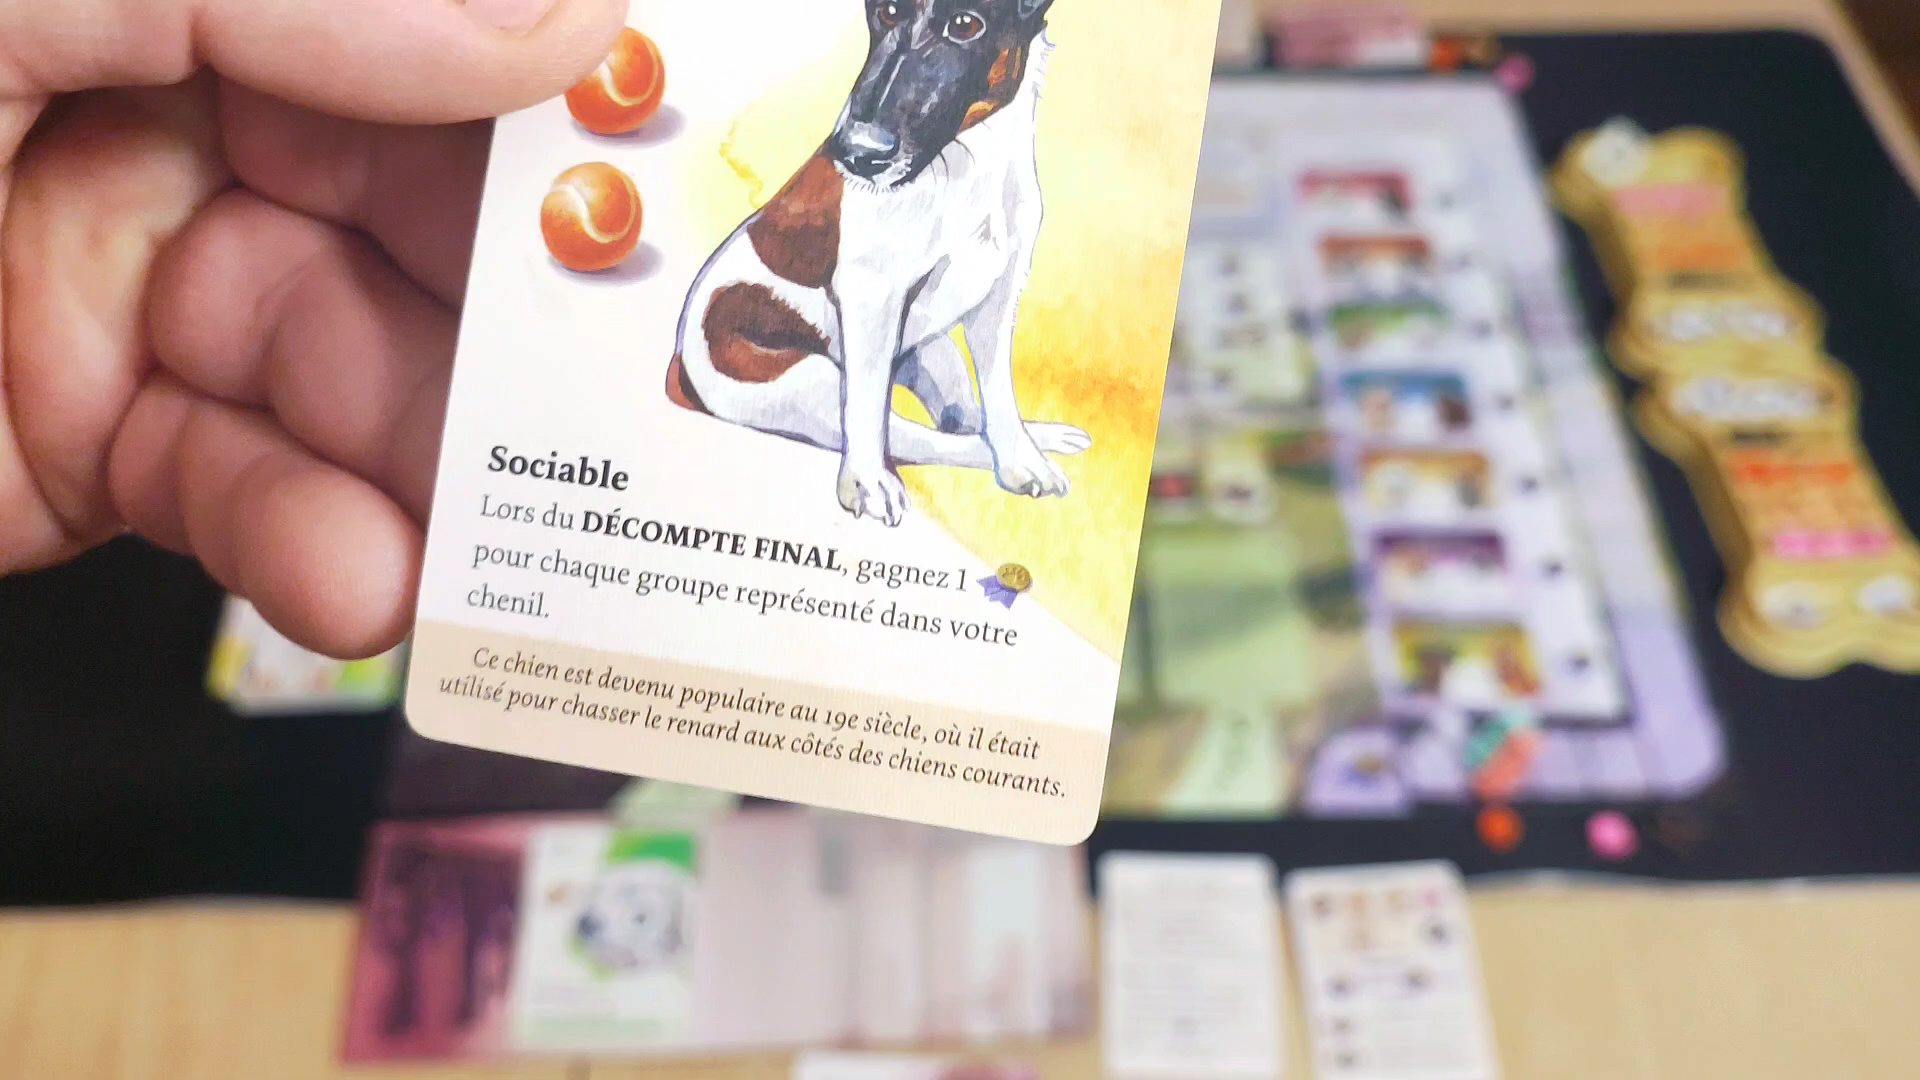 Sociable
Lors du DÉCOMPTE FINAL, gagnez 1
pour chaque groupe représenté dans votre
chenil.
Ce chien est devenu populaire au 19e siècle, où il était
utilisé pour chasser le renard aux côtés des chiens courants.